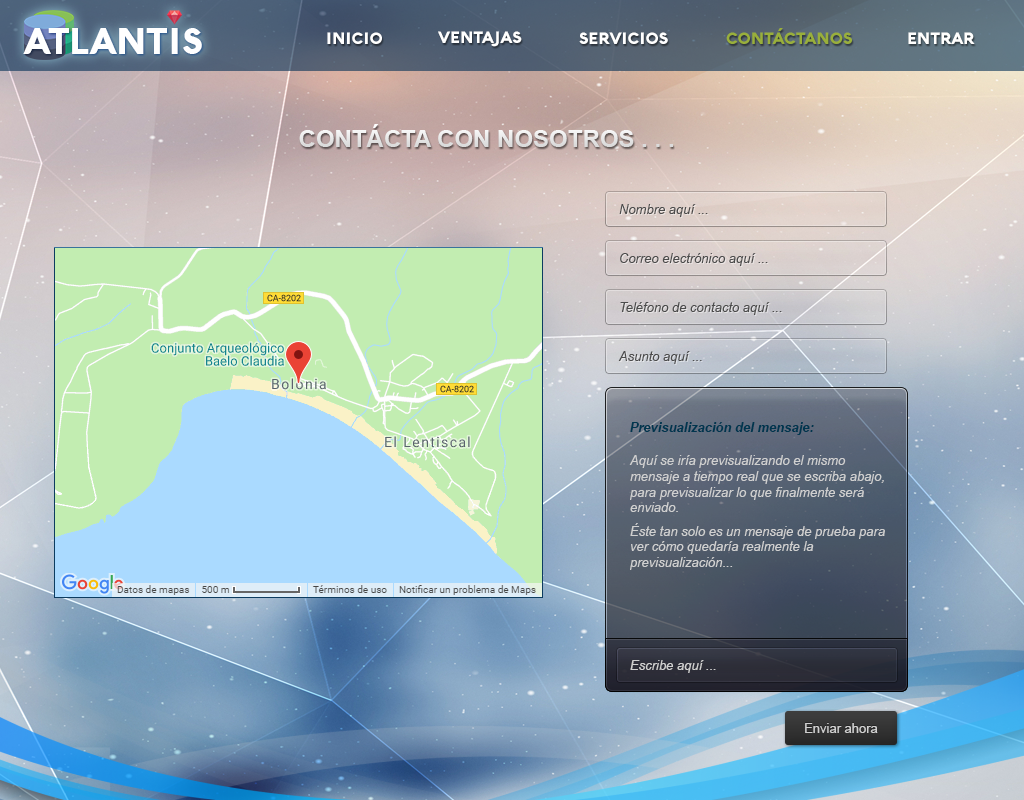 ATLANTIS
INICIO
VENTAJAS
SERVICIOS
CONTÁCTANOS
ENTRAR
CONTÁCTA CON NOSOTROS . . .
CA-8202
Conjunto Arqueológico
Baelo Claudia
Bolonia
CA-8202
El Lentiscal
Google
Datos de mapas
500 m
Términos de uso
Notificar un problema de Maps
Nombre aquí ...
Correo electrónico aquí ...
Teléfono de contacto aquí ...
Asunto aquí ...
Previsualización del mensaje:
Aquí se iría previsualizando el mismo
mensaje a tiempo real que se escriba abajo,
para previsualizar lo que finalmente será
enviado.
Éste tan solo es un mensaje de prueba para
ver cómo quedaría realmente la
previsualización...
Escribe aquí ...
Enviar ahora